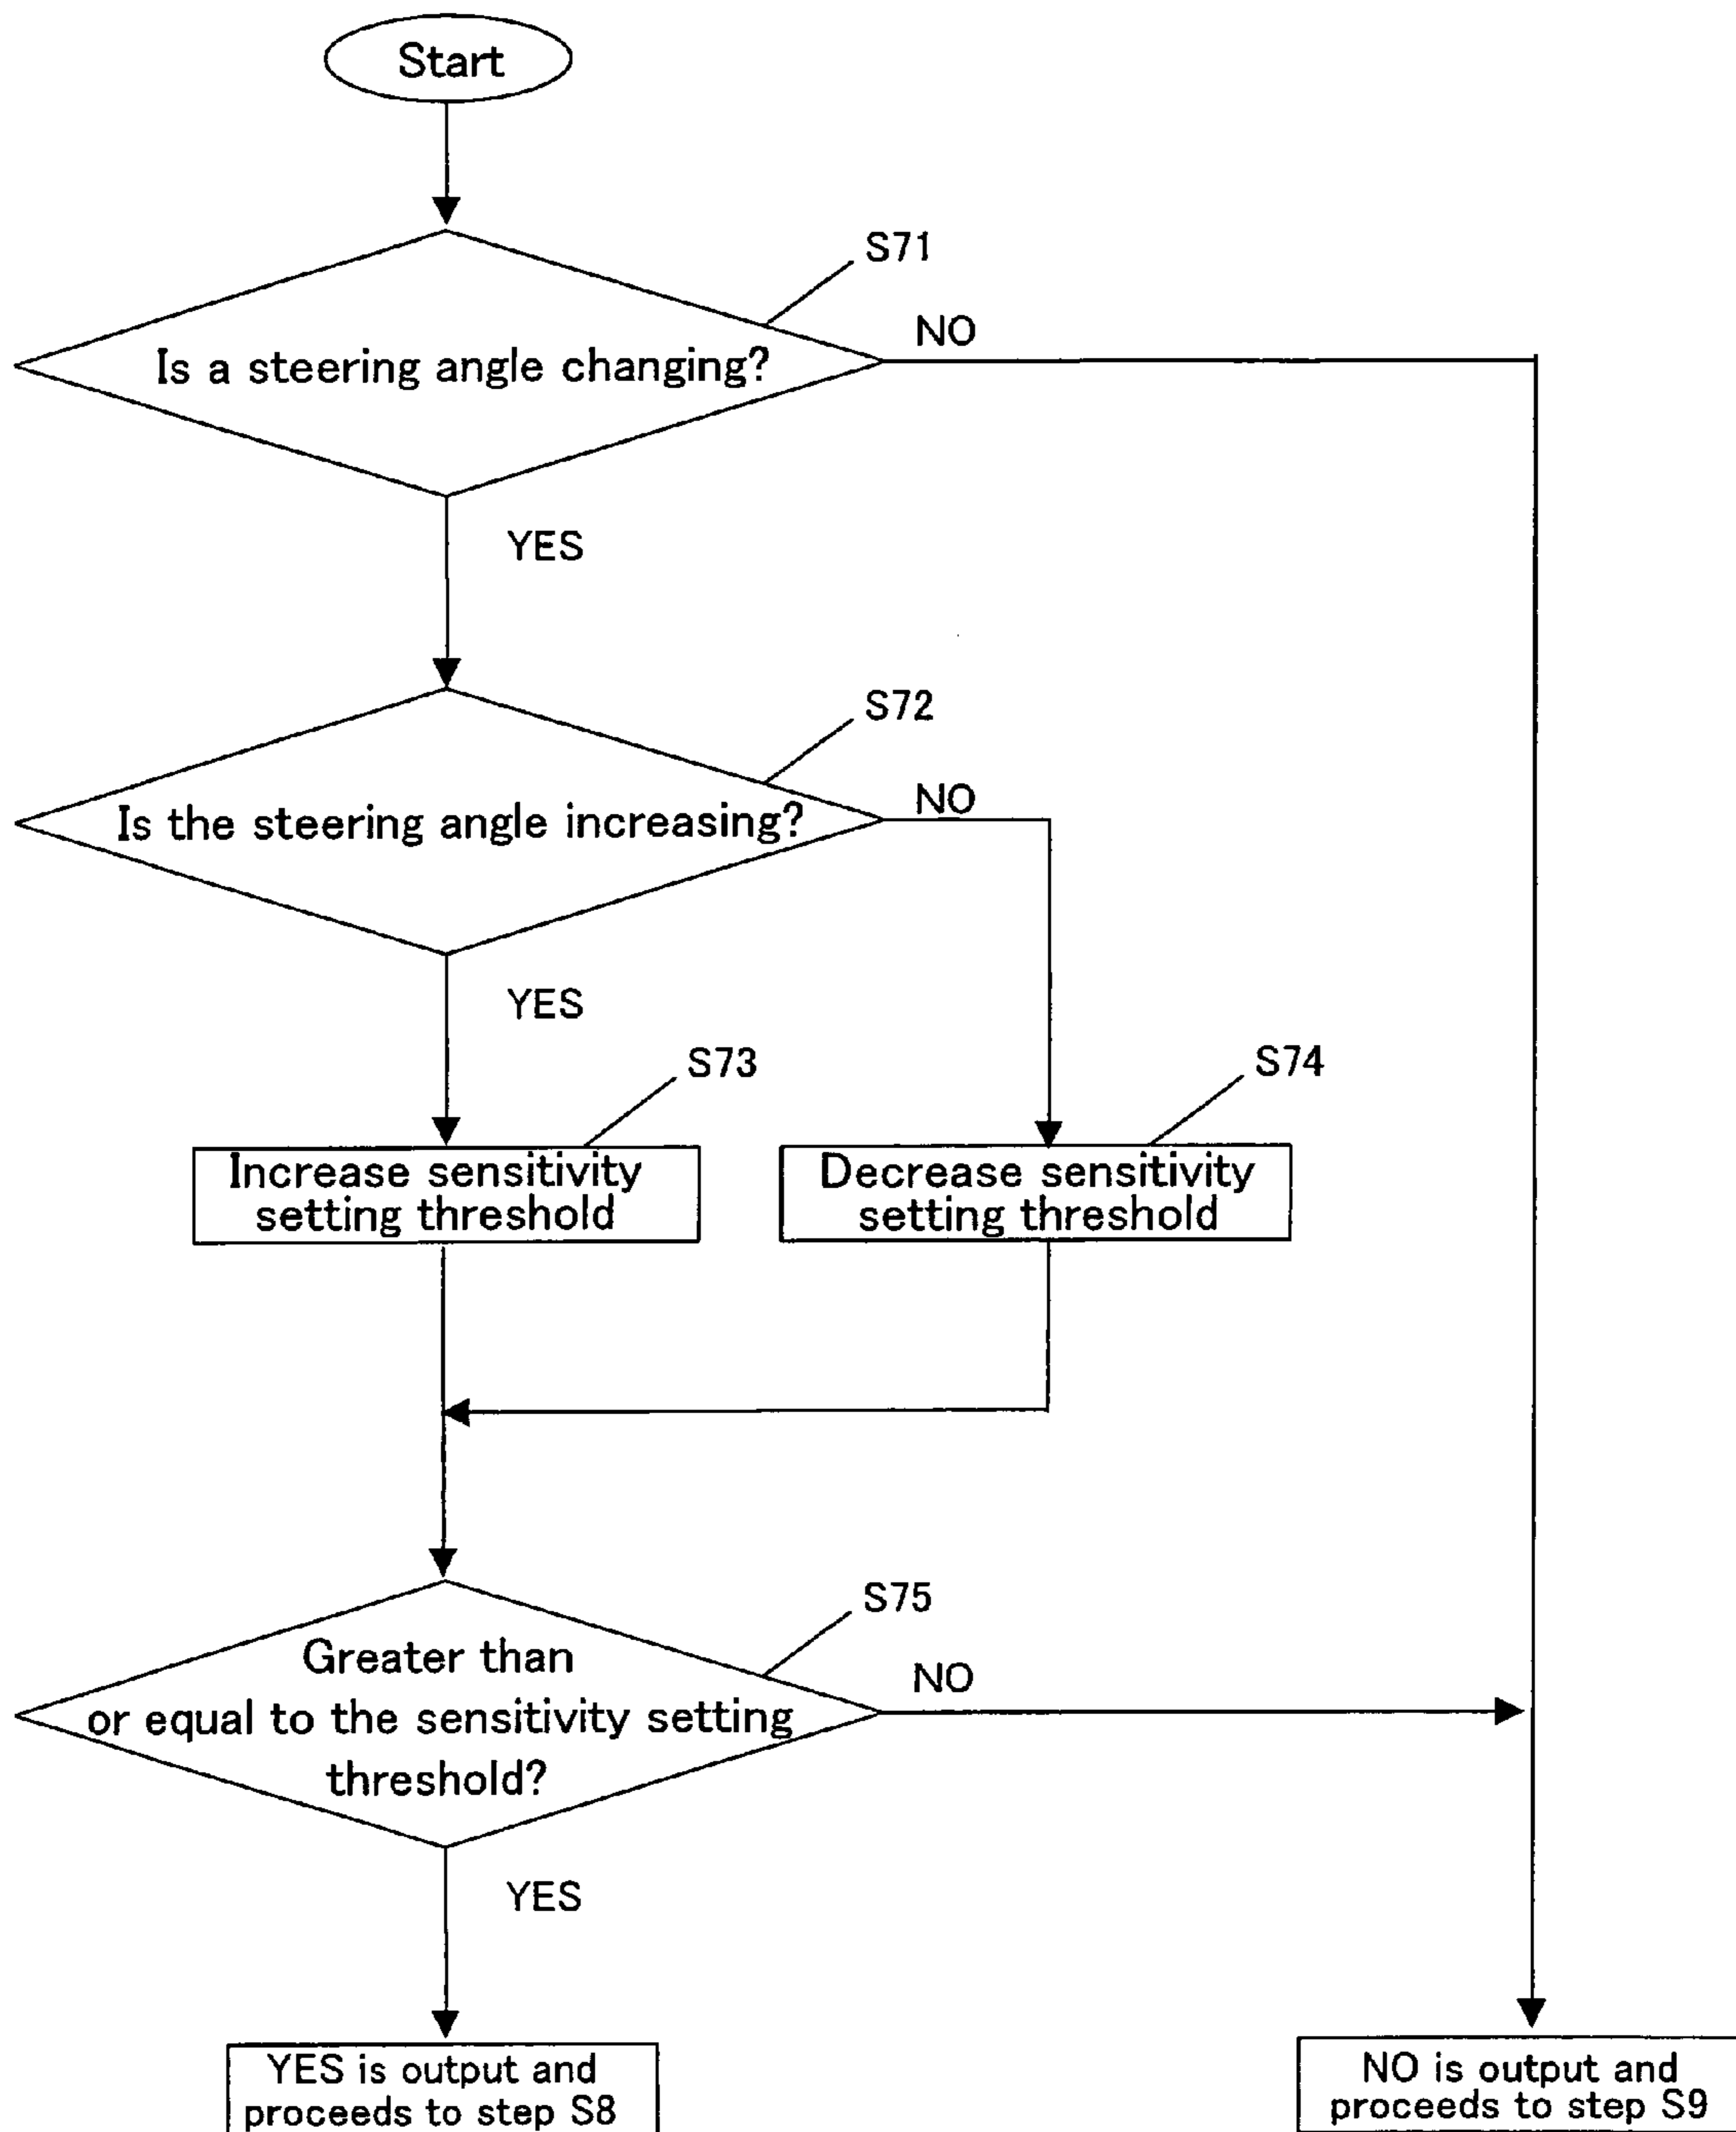 Start
S71
Is a steering angle changing?
NO
YES
S72
Is the steering angle increasing?
NO
YES
S73
S74
Increase sensitivity
setting threshold
Decrease sensitivity
setting threshold
S75
Greater than
or equal to the sensitivity setting
threshold?
NO
YES
YES is output and
proceeds to step S8
NO is output and
proceeds to step S9